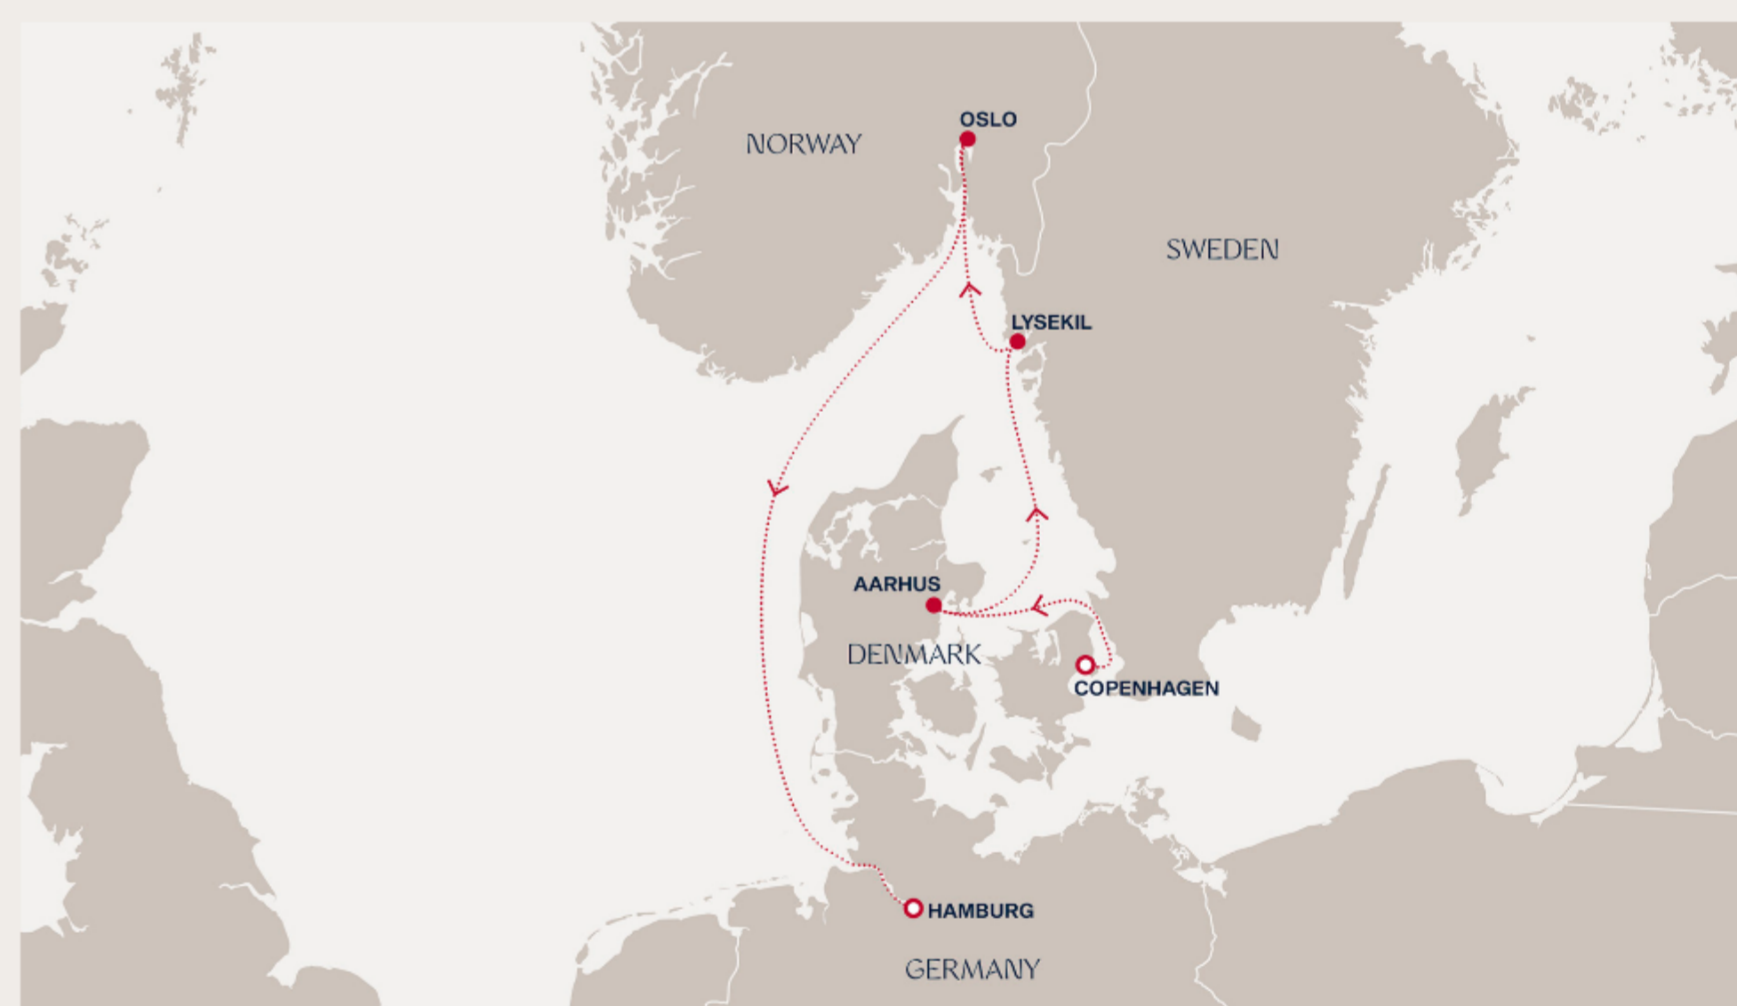 OSLO
NORWAY
SWEDEN
LYSEKIL
AARHUS
DENMARK
COPENHAGEN
HAMBURG
GERMANY